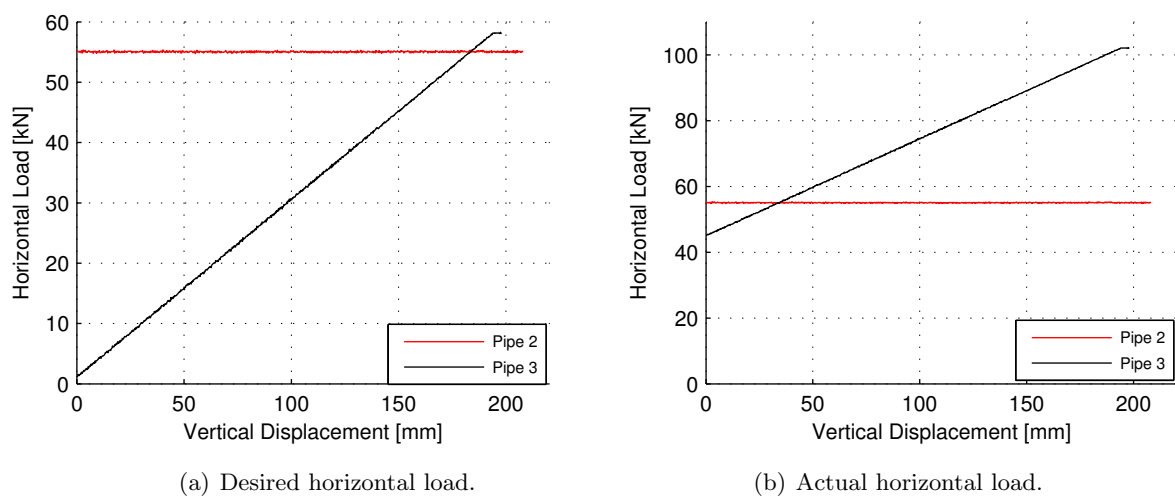 60
50
40
30
20
10
0
Horizontal Load [kN]
0 50 100 150 200
Vertical Displacement [mm]
Pipe 2
Pipe 3
(a) Desired horizontal load.
100
80
60
40
20
0
Horizontal Load [kN]
0 50 100 150 200
Vertical Displacement [mm]
Pipe 2
Pipe 3
(b) Actual horizontal load.